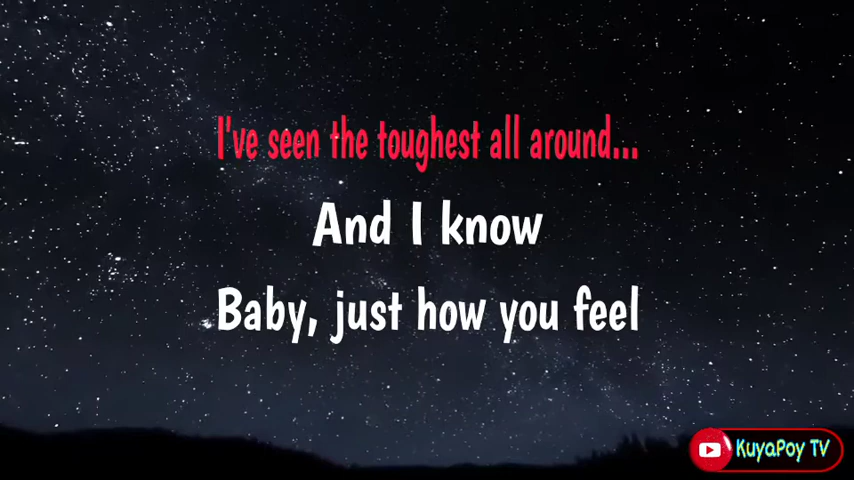 I've seen the toughest all around...
And I know
Baby, just how you feel
KuyaPoy TV